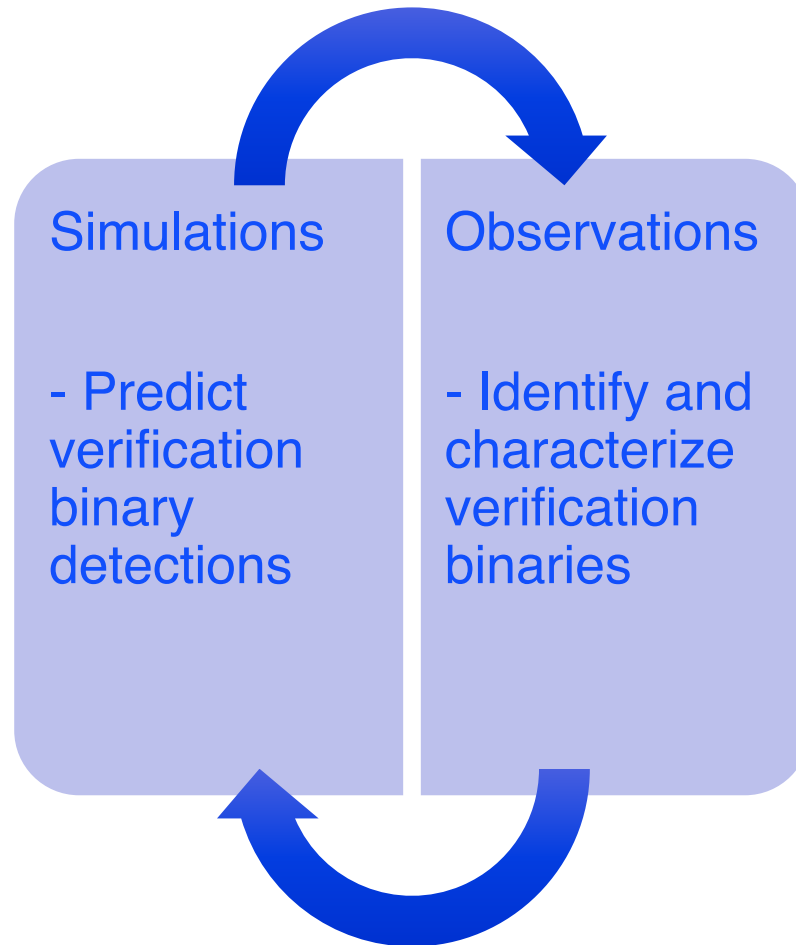 Simulations
- Predict
verification
binary
detections
Observations
- Identify and
characterize
verification
binaries